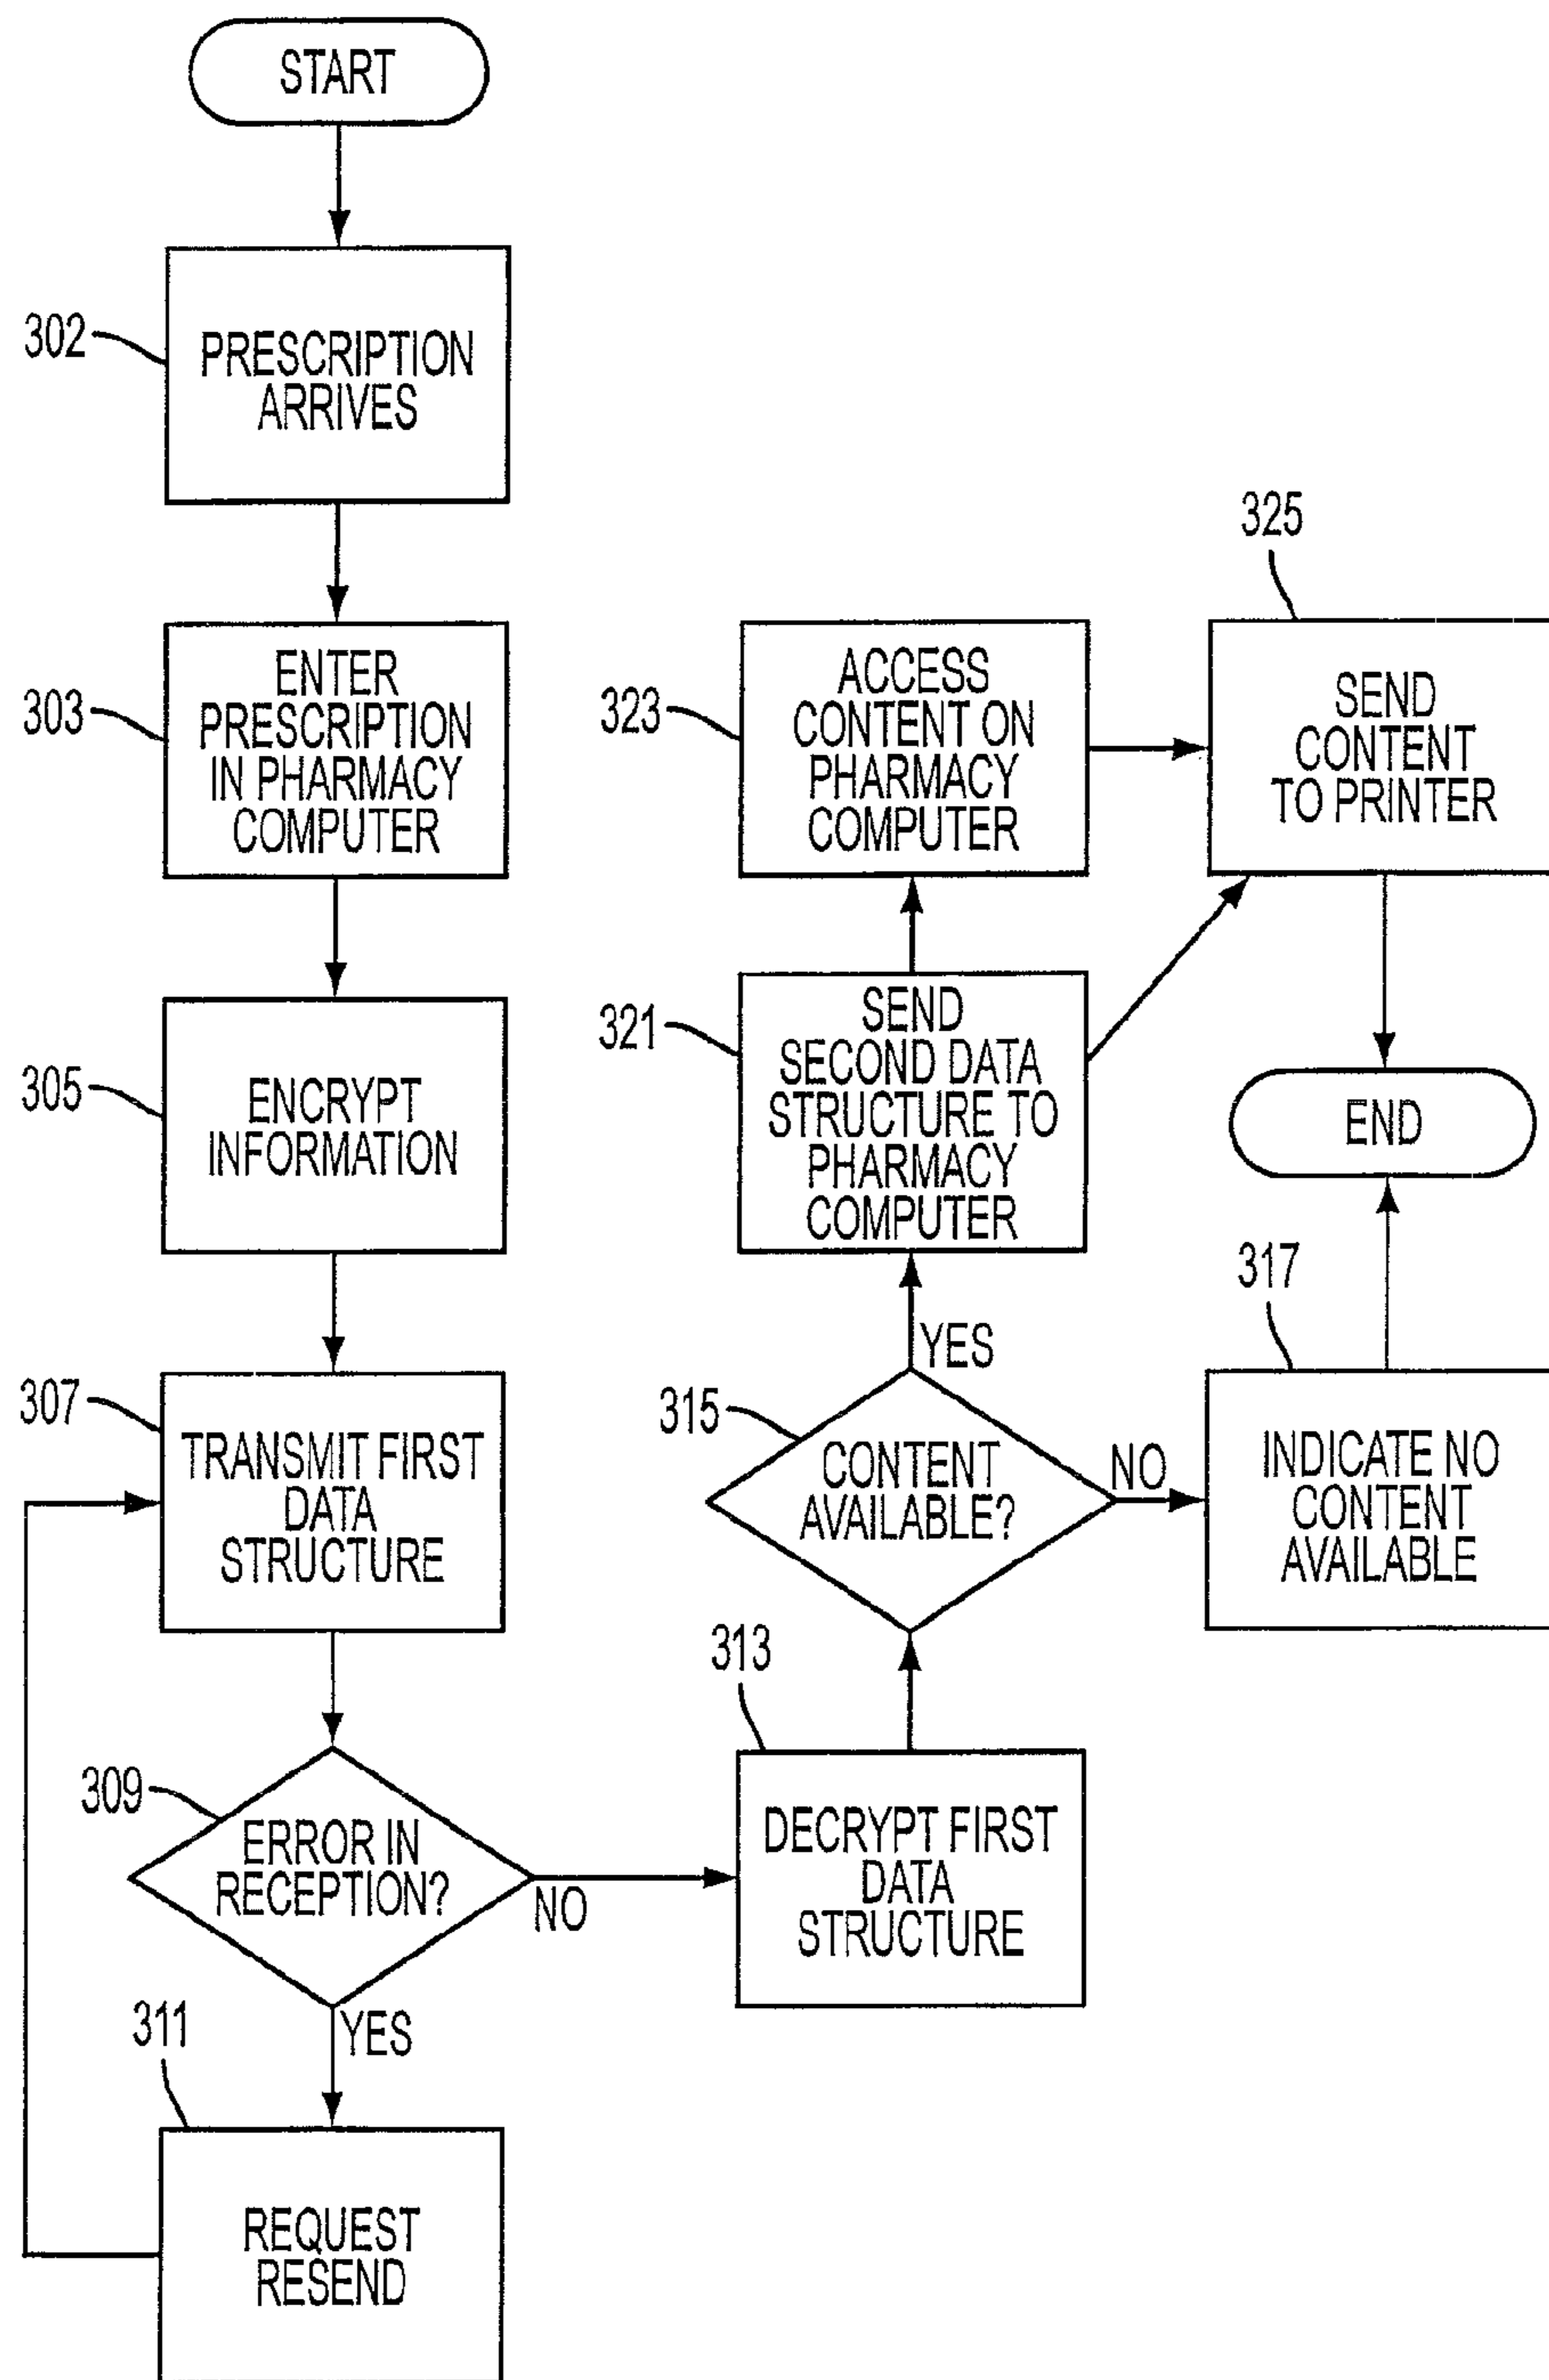 START
302
PRESCRIPTION
ARRIVES
303
ENTER
PRESCRIPTION
IN PHARMACY
COMPUTER
305
ENCRYPT
INFORMATION
307
TRANSMIT FIRST
DATA
STRUCTURE
309
ERROR IN
RECEPTION?
NO
YES
311
REQUEST
RESEND
313
DECRYPT FIRST
DATA
STRUCTURE
315
CONTENT
AVAILABLE?
YES
NO
317
INDICATE NO
CONTENT
AVAILABLE
321
SEND
SECOND DATA
STRUCTURE TO
PHARMACY
COMPUTER
323
ACCESS
CONTENT ON
PHARMACY
COMPUTER
325
SEND
CONTENT
TO PRINTER
END